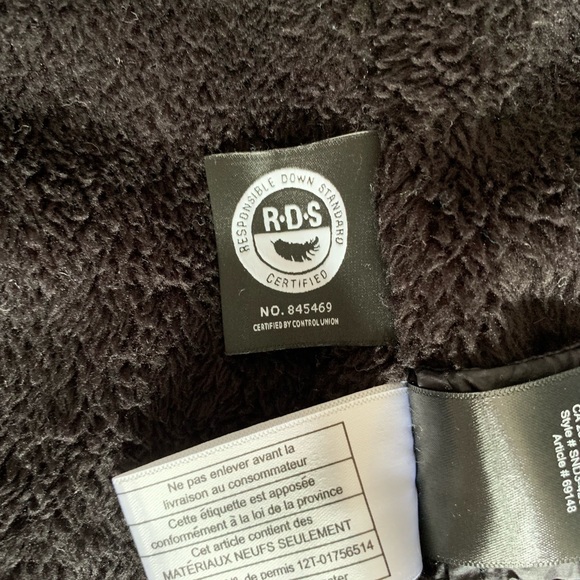 RESPONSIBLE DOWN STANDARD
R·D·S
CERTIFIED
NO. 845469
CERTIFIED BY CONTROL UNION
Ne pas enlever avant la
livraison au consommateur
Cette étiquette est apposée
conformément à la loi de la province
Cet article contient des
MATÉRIAUX NEUFS SEULEMENT
de permis 12T-01756514
Style # SN
Article # 69148